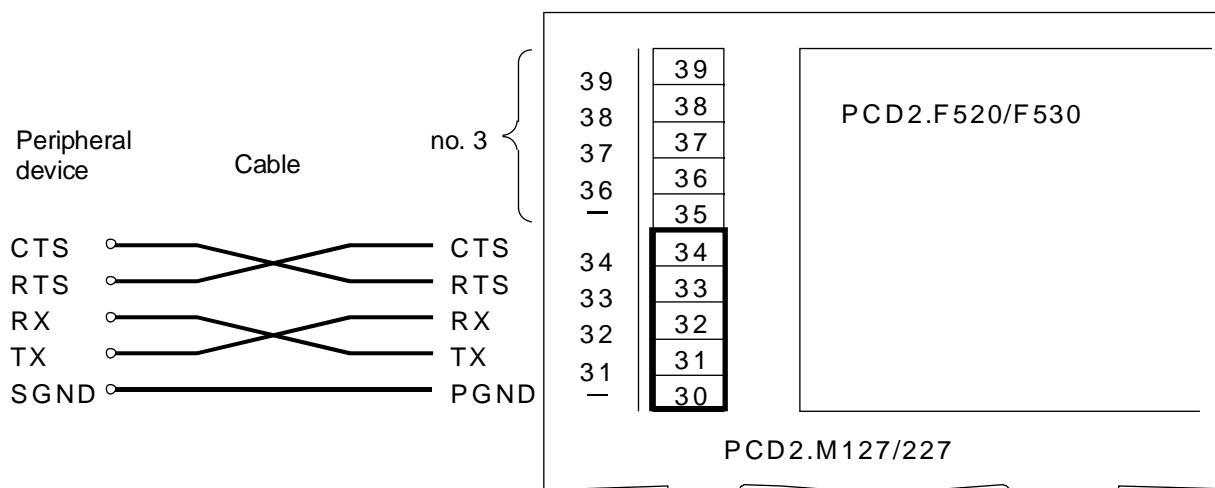 Peripheral
device
Cable
no. 3
CTS
RTS
RX
TX
SGND
CTS
RTS
RX
TX
PGND
39
38
37
36
—
34
33
32
31
—
39
38
37
36
35
34
33
32
31
30
PCD2.F520/F530
PCD2.M127/227